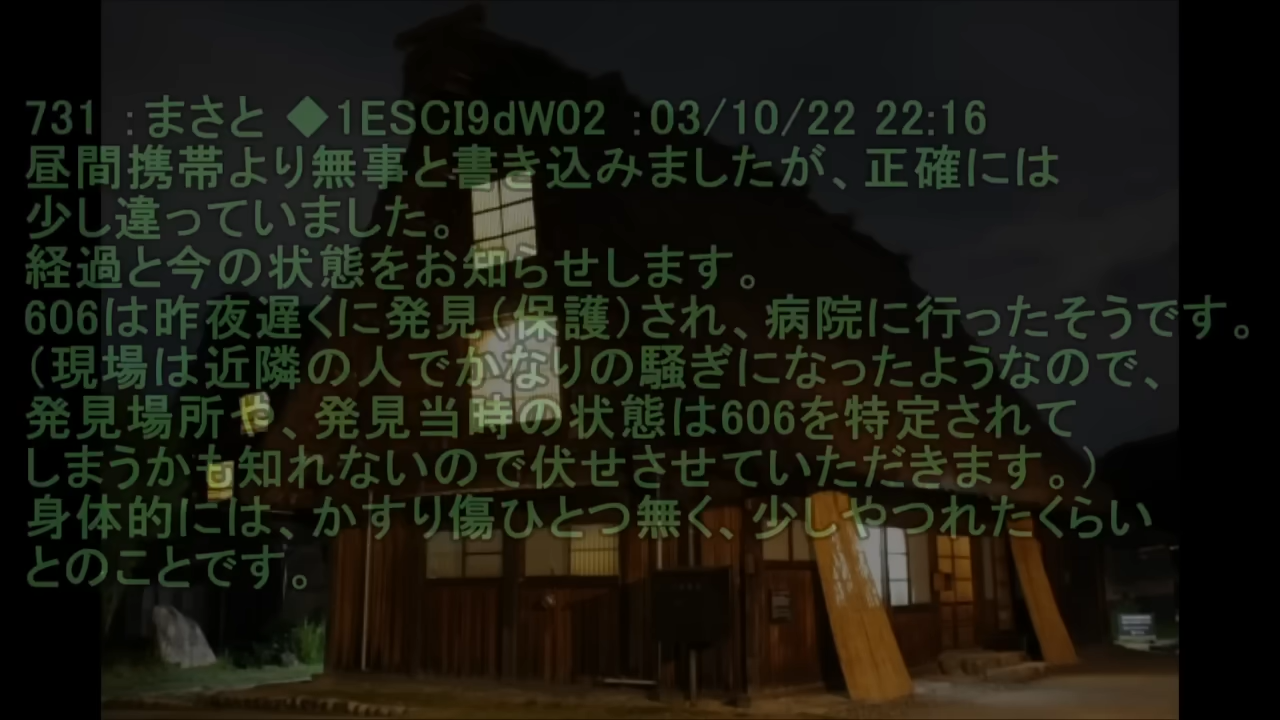 731 :まさと ◆1ESCI9dW02 :03/10/22 22:16
昼間携帯より無事と書き込みましたが、正確には
少し違っていました。
経過と今の状態をお知らせします。
606は昨夜遅くに発見(保護)され、病院に行ったそうです。
(現場は近隣の人でかなりの騒ぎになったようなので、
発見場所や、発見当時の状態は606を特定されて
しまうかも知れないので伏せさせていただきます。)
身体的には、かすり傷ひとつ無く、少しやつれたくらい
とのことです。